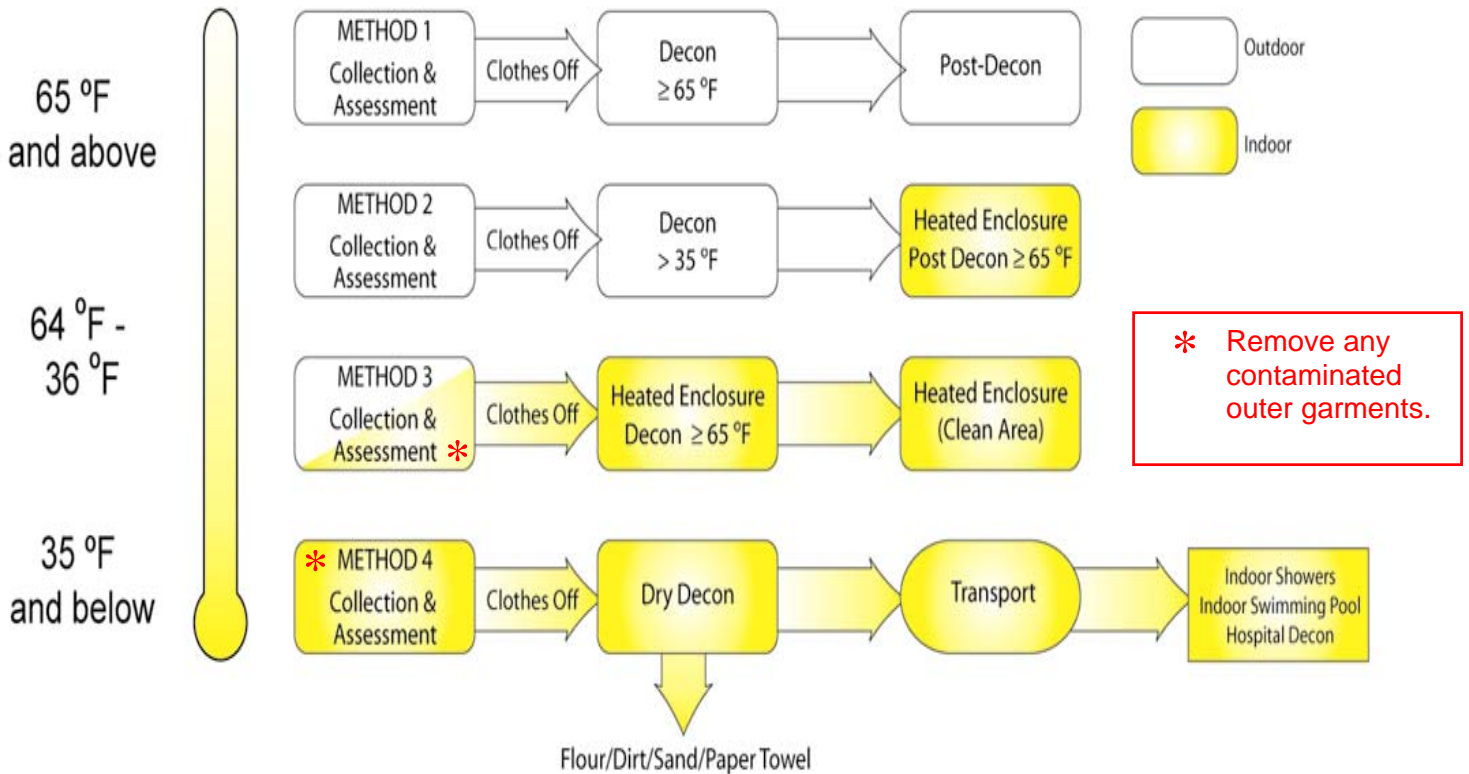 65 ºF
and above
64 ºF -
36 ºF
35 ºF
and below
METHOD 1
Collection &
Assessment
Clothes Off
Decon
≥ 65 ºF
Post-Decon
METHOD 2
Collection &
Assessment
Clothes Off
Decon
> 35 ºF
Heated Enclosure
Post Decon ≥ 65 ºF
METHOD 3
Collection &
Assessment *
Clothes Off
Heated Enclosure
Decon ≥ 65 ºF
Heated Enclosure
(Clean Area)
* METHOD 4
Collection &
Assessment
Clothes Off
Dry Decon
Transport
Indoor Showers
Indoor Swimming Pool
Hospital Decon
Flour/Dirt/Sand/Paper Towel
Outdoor
Indoor
* Remove any
contaminated
outer garments.